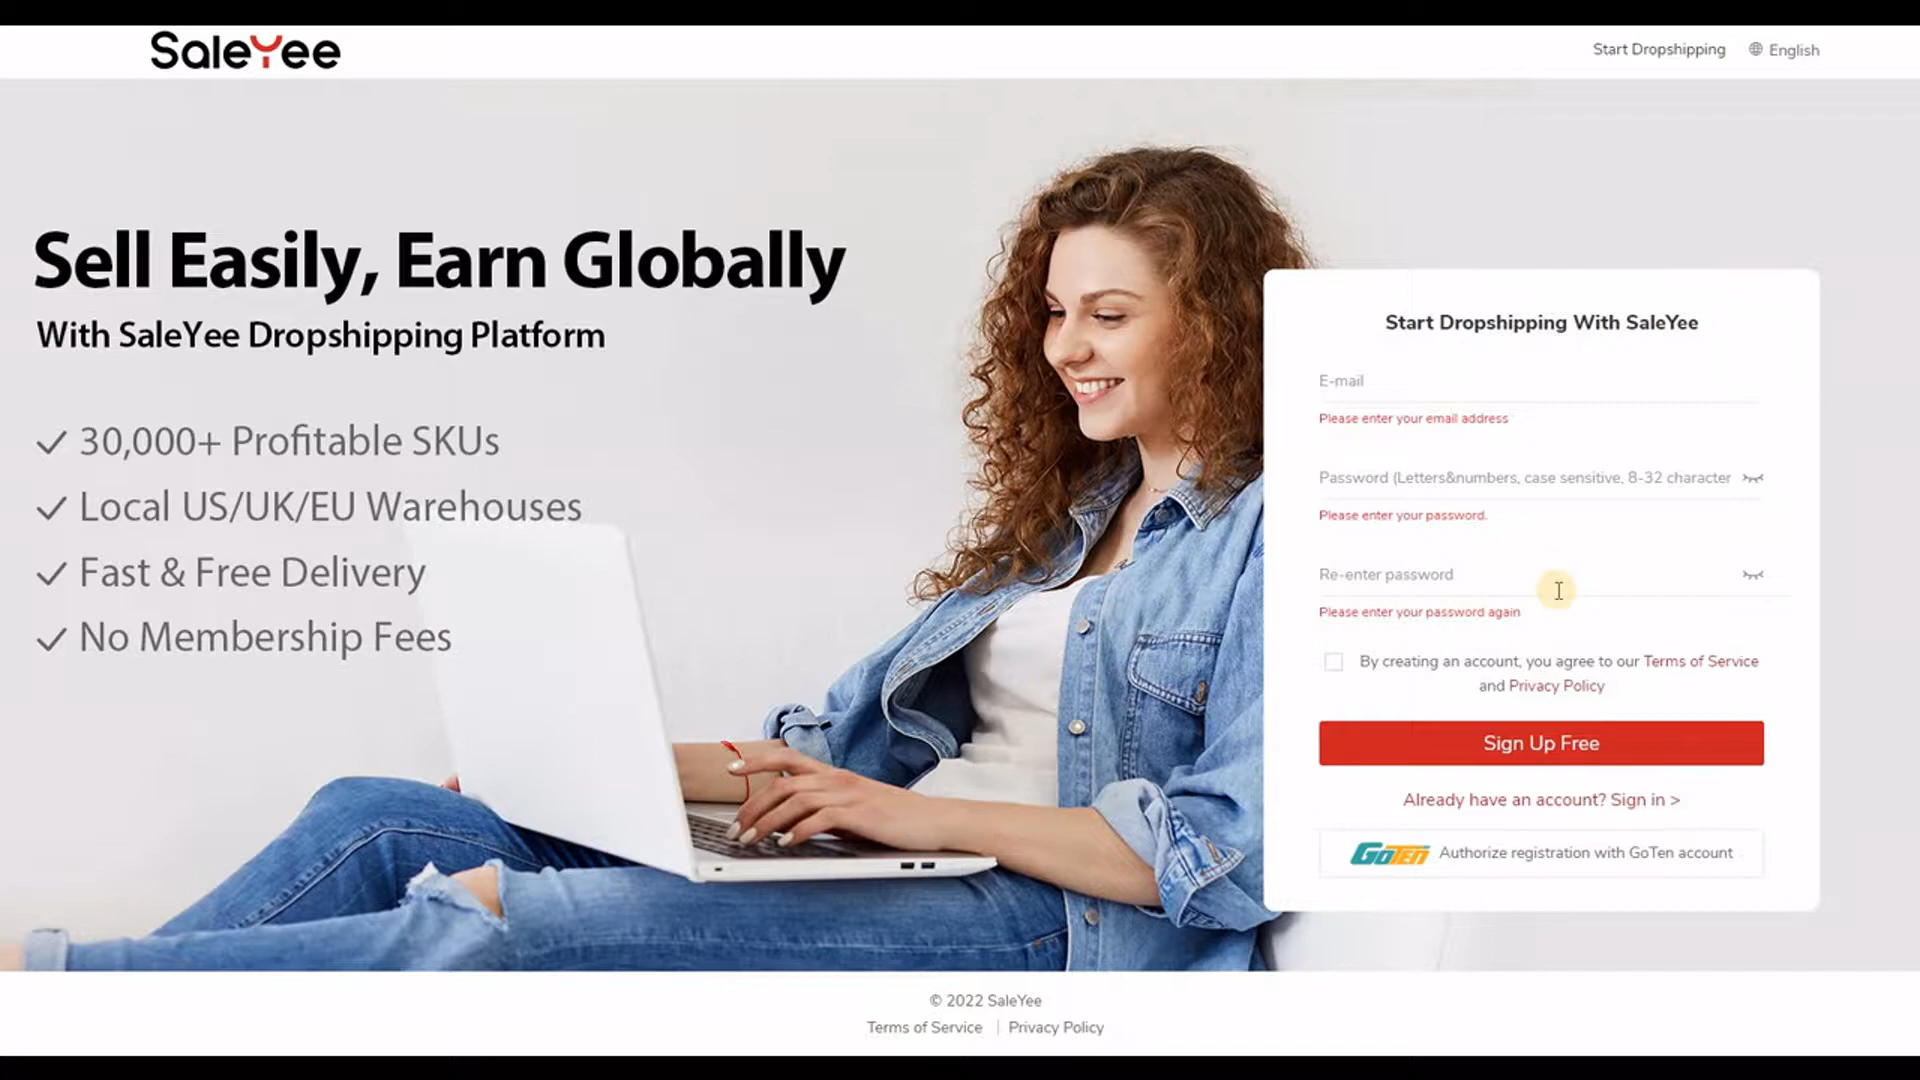 SaleYee
Start Dropshipping
English
Sell Easily, Earn Globally
With SaleYee Dropshipping Platform
30,000+ Profitable SKUs
Local US/UK/EU Warehouses
Fast & Free Delivery
No Membership Fees
Start Dropshipping With SaleYee
E-mail
Please enter your email address
Password (Letters&numbers, case sensitive, 8-32 character
Please enter your password.
Re-enter password
Please enter your password again
By creating an account, you agree to our Terms of Service
and Privacy Policy
Sign Up Free
Already have an account? Sign in >
GOTEN Authorize registration with GoTen account
© 2022 SaleYee
Terms of Service | Privacy Policy